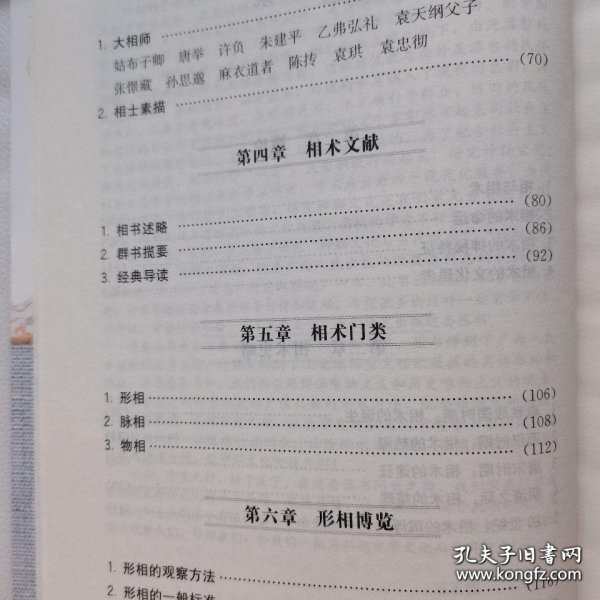 1. 大相师
姑布子卿 唐举 许负 朱建平 乙弗弘礼 袁天纲父子
张憬藏 孙思邈 麻衣道者 陈抟 袁珙 袁忠彻
2. 相士素描 (70)
第四章 相术文献
1. 相书述略 (80)
2. 群书揽要 (86)
3. 经典导读 (92)
第五章 相术门类
1. 形相 (106)
2. 脉相 (108)
3. 物相 (112)
第六章 形相博览
1. 形相的观察方法
2. 形相的一般标准
孔夫子旧书网
www.kongfz.com